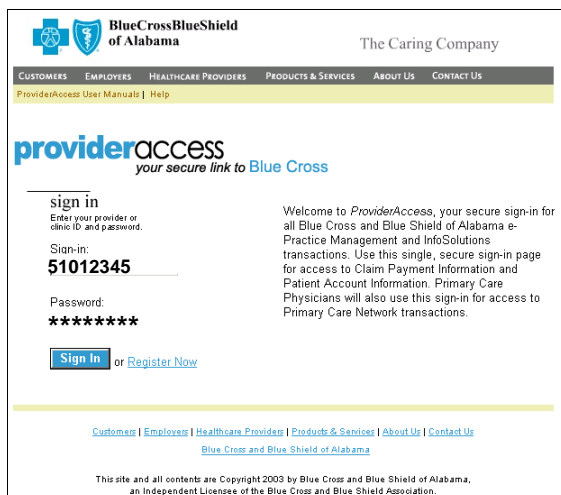 BlueCrossBlueShield
of Alabama
The Caring Company
CUSTOMERS EMPLOYERS HEALTHCARE PROVIDERS PRODUCTS & SERVICES ABOUT US CONTACT US
ProviderAccess User Manuals | Help
provideraccess
your secure link to Blue Cross
sign in
Enter your provider or
clinic ID and password.
Sign-in:
51012345
Password:
********
Sign In or Register Now
Welcome to ProviderAccess, your secure sign-in for
all Blue Cross and Blue Shield of Alabama e-
Practice Management and InfoSolutions
transactions. Use this single, secure sign-in page
for access to Claim Payment Information and
Patient Account Information. Primary Care
Physicians will also use this sign-in for access to
Primary Care Network transactions.
Customers | Employers | Healthcare Providers | Products & Services | About Us | Contact Us
Blue Cross and Blue Shield of Alabama
This site and all contents are Copyright 2003 by Blue Cross and Blue Shield of Alabama,
an Independent Licensee of the Blue Cross and Blue Shield Association.